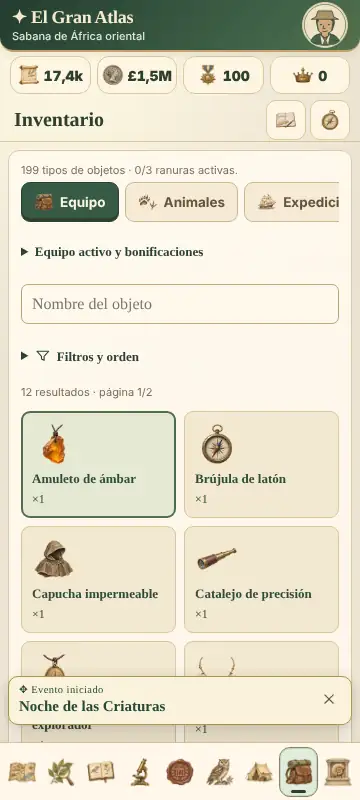 ✦ El Gran Atlas
Sabana de África oriental
17,4k
£1,5M
100
0
Inventario
199 tipos de objetos · 0/3 ranuras activas.
Equipo
Animales
Expedici
▶ Equipo activo y bonificaciones
Nombre del objeto
▶ Filtros y orden
12 resultados · página 1/2
Amuleto de ámbar
×1
Brújula de latón
×1
Capucha impermeable
×1
Catalejo de precisión
×1
✥ Evento iniciado
Noche de las Criaturas
×
explorador
×1